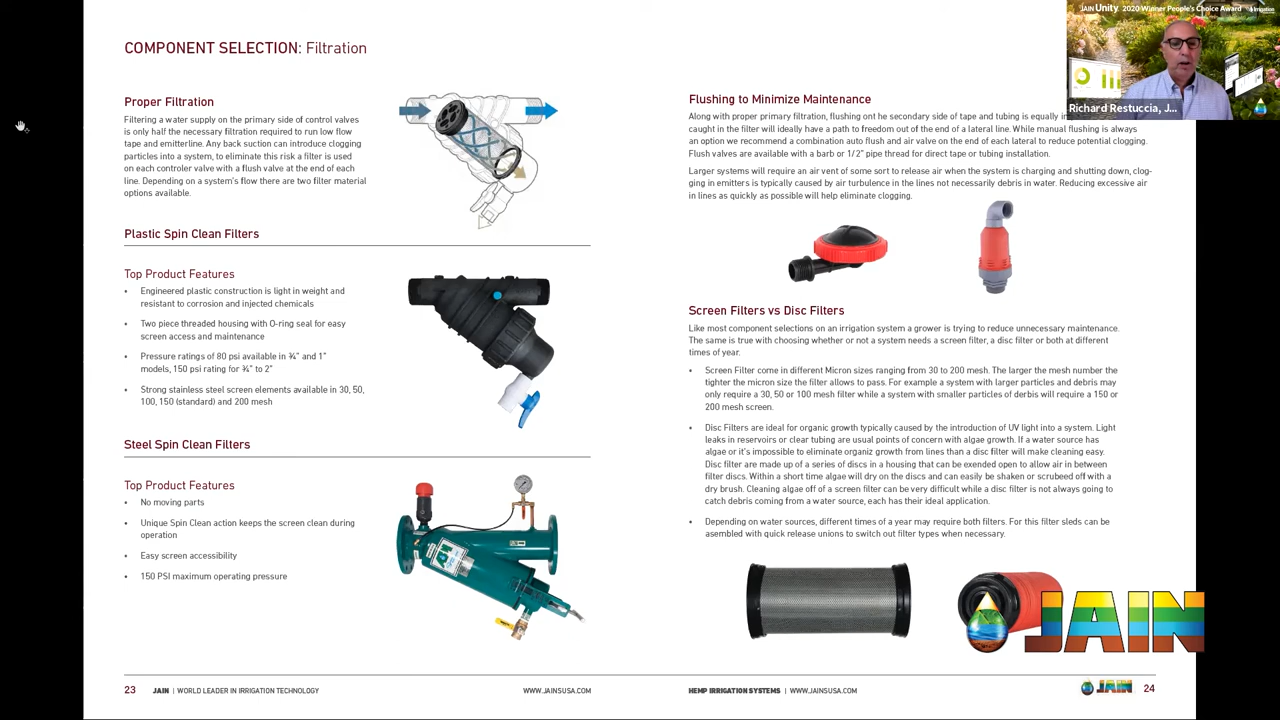 JAIN Unity 2020 Winner People's Choice Award
Richard Restuccia, J...
COMPONENT SELECTION: Filtration
Proper Filtration
Filtering a water supply on the primary side of control valves
is only half the necessary filtration required to run low flow
tape and emitterline. Any back suction can introduce clogging
particles into a system, to eliminate this risk a filter is used
on each controler valve with a flush valve at the end of each
line. Depending on a system's flow there are two filter material
options available.
Plastic Spin Clean Filters
Top Product Features
• Engineered plastic construction is light in weight and
resistant to corrosion and injected chemicals
• Two piece threaded housing with O-ring seal for easy
screen access and maintenance
• Pressure ratings of 80 psi available in ¾" and 1"
models, 150 psi rating for ¾" to 2"
• Strong stainless steel screen elements available in 30, 50,
100, 150 (standard) and 200 mesh
Steel Spin Clean Filters
Top Product Features
• No moving parts
• Unique Spin Clean action keeps the screen clean during
operation
• Easy screen accessibility
• 150 PSI maximum operating pressure
23 JAIN | WORLD LEADER IN IRRIGATION TECHNOLOGY WWW.JAINSUSA.COM
Flushing to Minimize Maintenance
Along with proper primary filtration, flushing ont he secondary side of tape and tubing is equally
caught in the filter will ideally have a path to freedom out of the end of a lateral line. While manual flushing is always
an option we recommend a combination auto flush and air valve on the end of each lateral to reduce potential clogging.
Flush valves are available with a barb or 1/2" pipe thread for direct tape or tubing installation.
Larger systems will require an air vent of some sort to release air when the system is charging and shutting down, clog-
ging in emitters is typically caused by air turbulence in the lines not necessarily debris in water. Reducing excessive air
in lines as quickly as possible will help eliminate clogging.
Screen Filters vs Disc Filters
Like most component selections on an irrigation system a grower is trying to reduce unnecessary maintenance.
The same is true with choosing whether or not a system needs a screen filter, a disc filter or both at different
times of year.
• Screen Filter come in different Micron sizes ranging from 30 to 200 mesh. The larger the mesh number the
tighter the micron size the filter allows to pass. For example a system with larger particles and debris may
only require a 30, 50 or 100 mesh filter while a system with smaller particles of derbis will require a 150 or
200 mesh screen.
• Disc Filters are ideal for organic growth typically caused by the introduction of UV light into a system. Light
leaks in reservoirs or clear tubing are usual points of concern with algae growth. If a water source has
algae or it's impossible to eliminate organiz growth from lines than a disc filter will make cleaning easy.
Disc filter are made up of a series of discs in a housing that can be exended open to allow air in between
filter discs. Within a short time algae will dry on the discs and can easily be shaken or scrubeed off with a
dry brush. Cleaning algae off of a screen filter can be very difficult while a disc filter is not always going to
catch debris coming from a water source, each has their ideal application.
• Depending on water sources, different times of a year may require both filters. For this filter sleds can be
asembled with quick release unions to switch out filter types when necessary.
JAIN
HEMP IRRIGATION SYSTEMS | WWW.JAINSUSA.COM JAIN 24